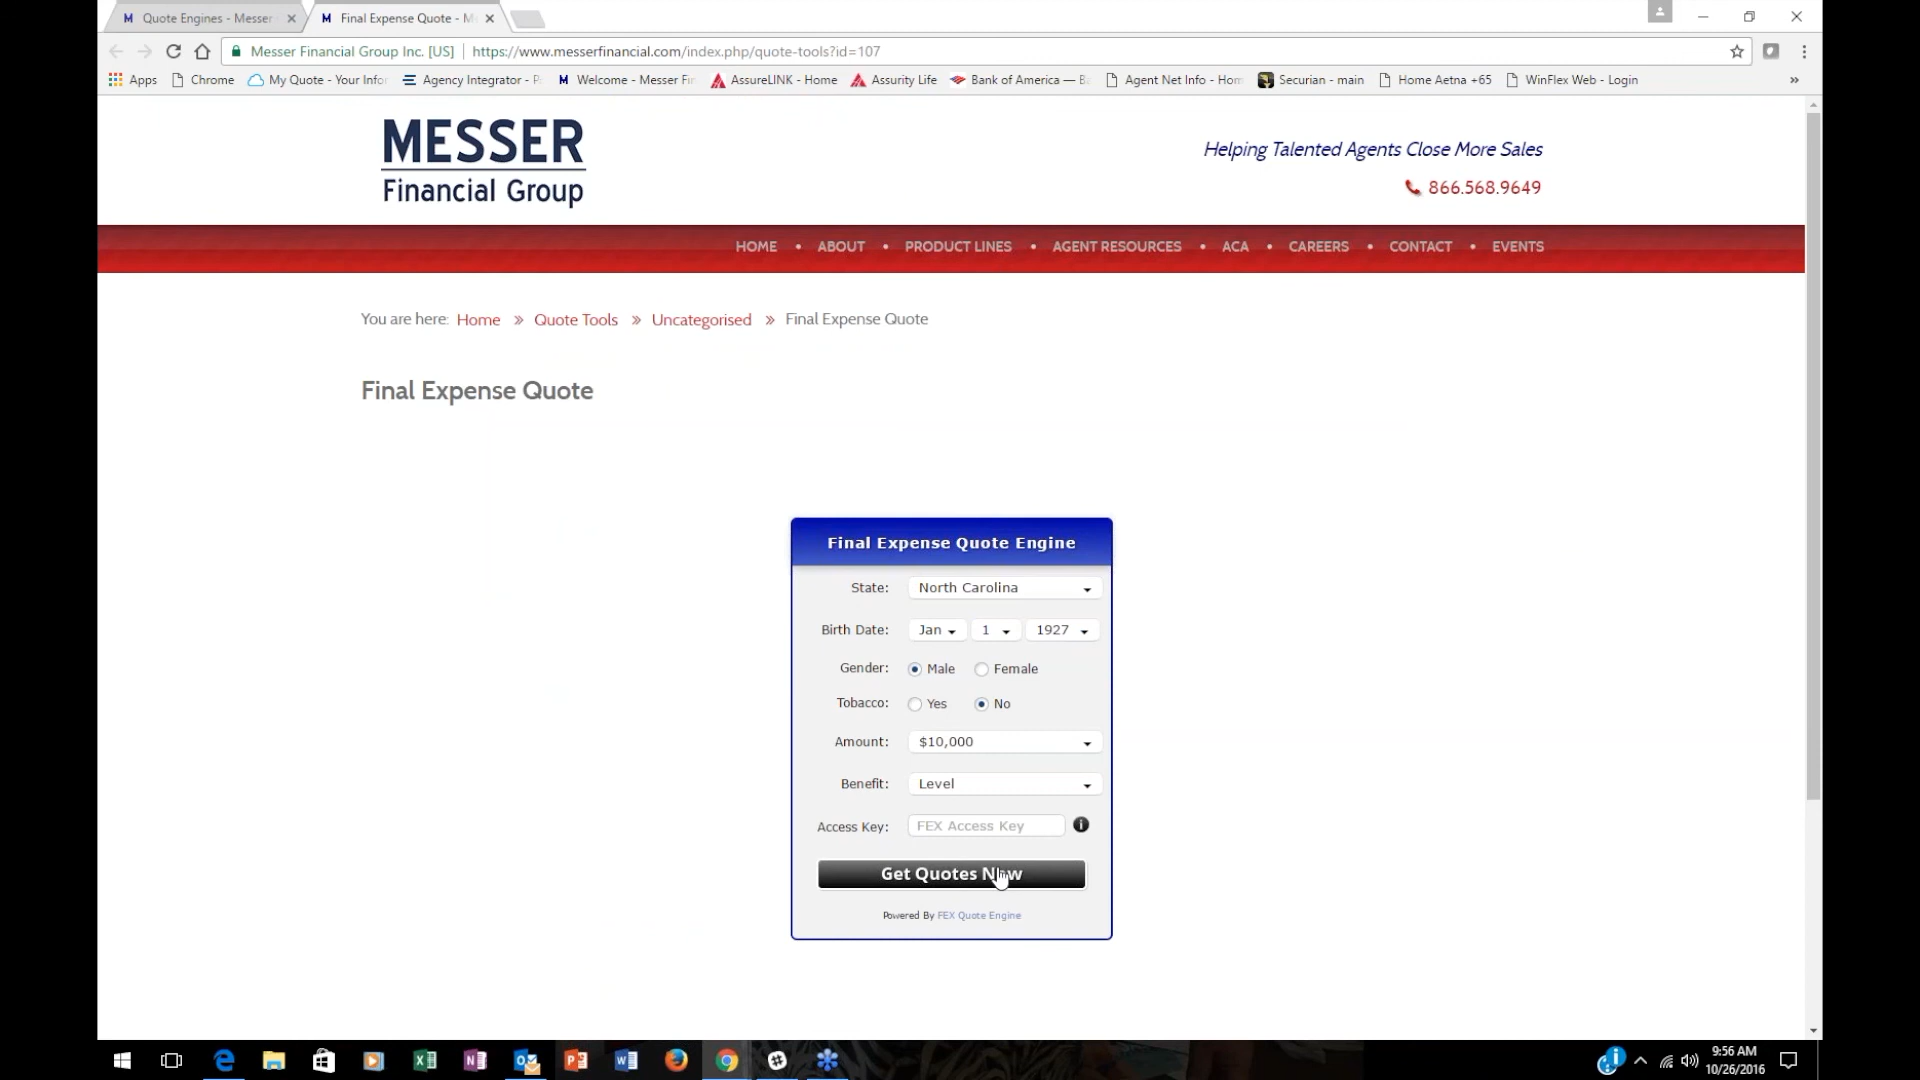 Quote Engines - Messer
Final Expense Quote - M
Messer Financial Group Inc. [US]
https://www.messerfinancial.com/index.php/quote-tools?id=107
Apps
Chrome
My Quote - Your Infor
Agency Integrator - P
Welcome - Messer Fin
AssureLINK - Home
Assurity Life
Bank of America — B
Agent Net Info - Hom
Securian - main
Home Aetna +65
WinFlex Web - Login
»
MESSER
Financial Group
Helping Talented Agents Close More Sales
866.568.9649
HOME • ABOUT • PRODUCT LINES • AGENT RESOURCES • ACA • CAREERS • CONTACT • EVENTS
You are here: Home » Quote Tools » Uncategorised » Final Expense Quote
Final Expense Quote
Final Expense Quote Engine
State: North Carolina
Birth Date: Jan 1 1927
Gender: Male Female
Tobacco: Yes No
Amount: $10,000
Benefit: Level
Access Key: FEX Access Key
Get Quotes Now
Powered By FEX Quote Engine
9:56 AM
10/26/2016